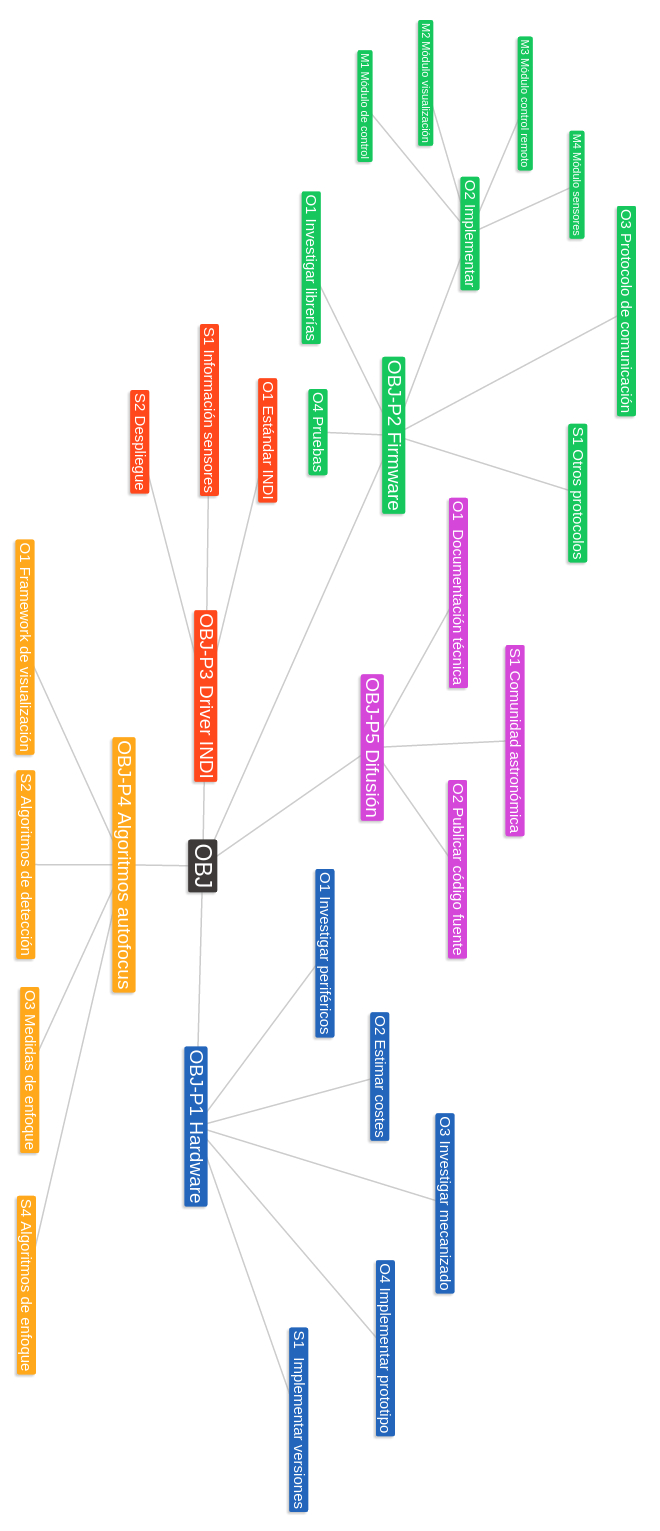 OBJ
OBJ-P1 Hardware
O1 Investigar periféricos
O2 Estimar costes
O3 Investigar mecanizado
O4 Implementar prototipo
S1 Implementar versiones
OBJ-P2 Firmware
O1 Investigar librerías
O2 Implementar
M1 Módulo de control
M2 Módulo visualización
M3 Módulo control remoto
M4 Módulo sensores
O3 Protocolo de comunicación
O4 Pruebas
S1 Otros protocolos
OBJ-P3 Driver INDI
O1 Estándar INDI
S1 Información sensores
S2 Despliegue
OBJ-P4 Algoritmos autofocus
O1 Framework de visualización
S2 Algoritmos de detección
O3 Medidas de enfoque
S4 Algoritmos de enfoque
OBJ-P5 Difusión
O1 Documentación técnica
S1 Comunidad astronómica
O2 Publicar código fuente